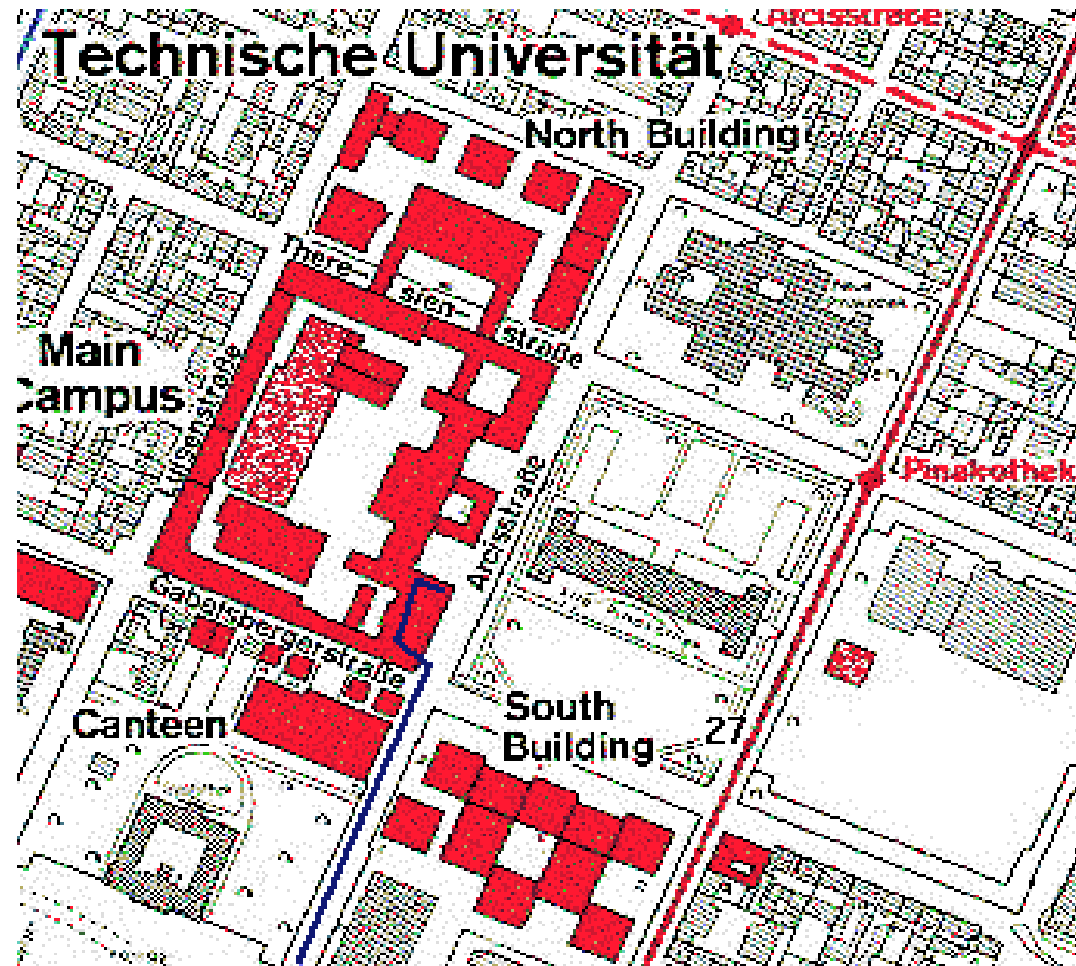 Arcisstraße
Technische Universität
North Building
There-
sien-
straße
Main
Campus
Arcisstraße
Pinakothek
Gabelsbergerstraße
South
Building
27
Canteen